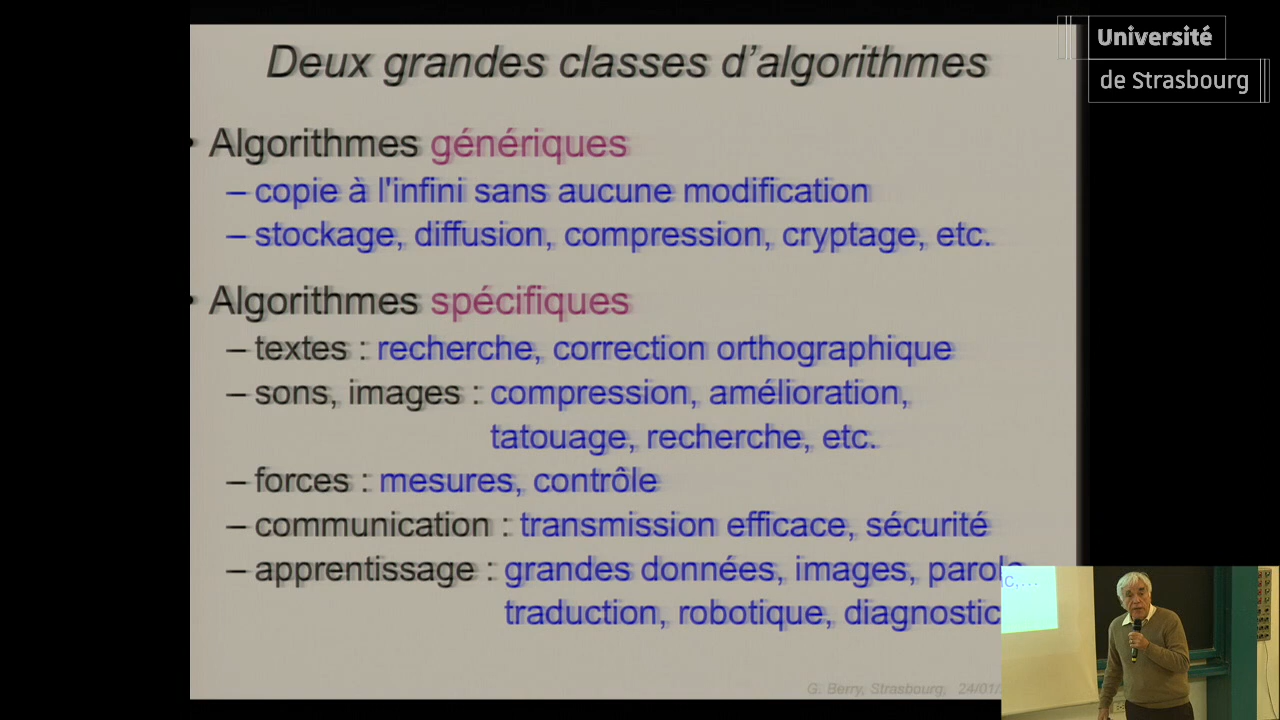 Deux grandes classes d'algorithmes
Université
de Strasbourg
• Algorithmes génériques
– copie à l'infini sans aucune modification
– stockage, diffusion, compression, cryptage, etc.
• Algorithmes spécifiques
– textes : recherche, correction orthographique
– sons, images : compression, amélioration,
tatouage, recherche, etc.
– forces : mesures, contrôle
– communication : transmission efficace, sécurité
– apprentissage : grandes données, images,
traduction, robotique, diagnostic
G. Berry, Strasbourg, 24/01/